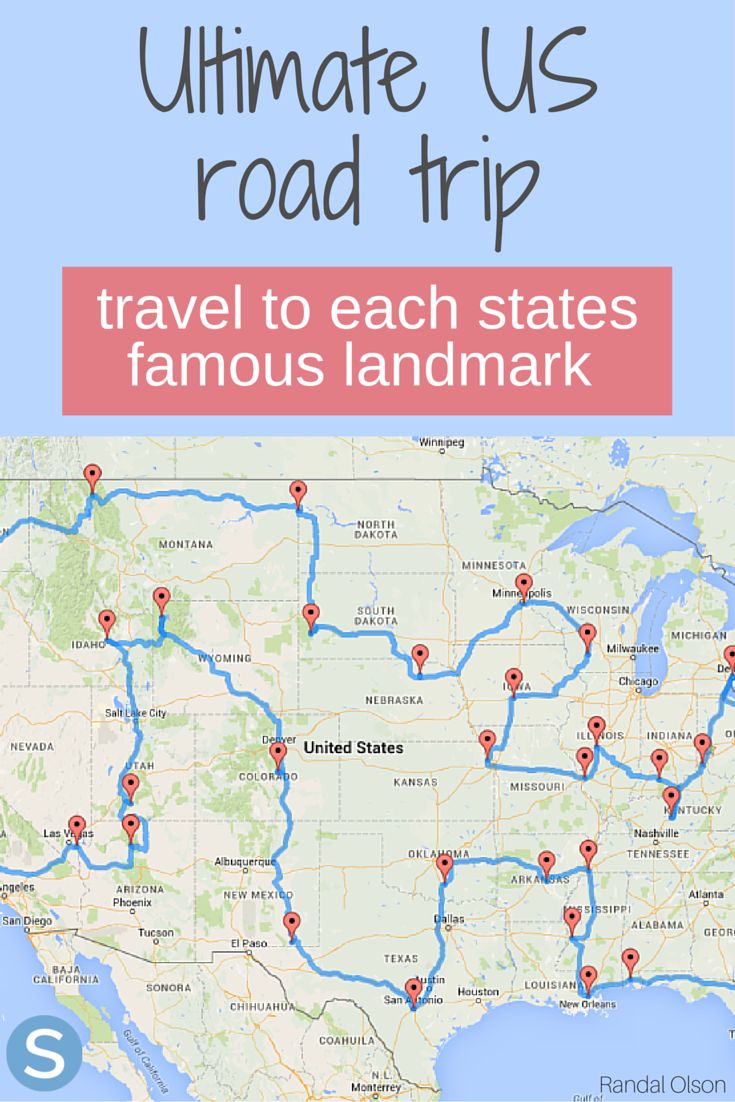 Ultimate US
road trip
travel to each states
famous landmark
Winnipeg
NORTH
DAKOTA
MONTANA
MINNESOTA
Minneapolis
WISCONSIN
SOUTH
DAKOTA
IDAHO
MICHIGAN
Milwaukee
WYOMING
IOWA
Chicago
NEBRASKA
Salt Lake City
ILLINOIS
INDIANA
NEVADA
Denver
United States
UTAH
COLORADO
KANSAS
MISSOURI
KENTUCKY
Las Vegas
Nashville
OKLAHOMA
TENNESSEE
Albuquerque
ARKANSAS
ARIZONA
Phoenix
NEW MEXICO
Atlanta
MISSISSIPPI
San Diego
Dallas
ALABAMA
Tucson
El Paso
TEXAS
BAJA
CALIFORNIA
SONORA
Austin
Houston
LOUISIANA
San Antonio
New Orleans
CHIHUAHUA
Gulf of
California
COAHUILA
N.L.
Monterrey
S
Randal Olson